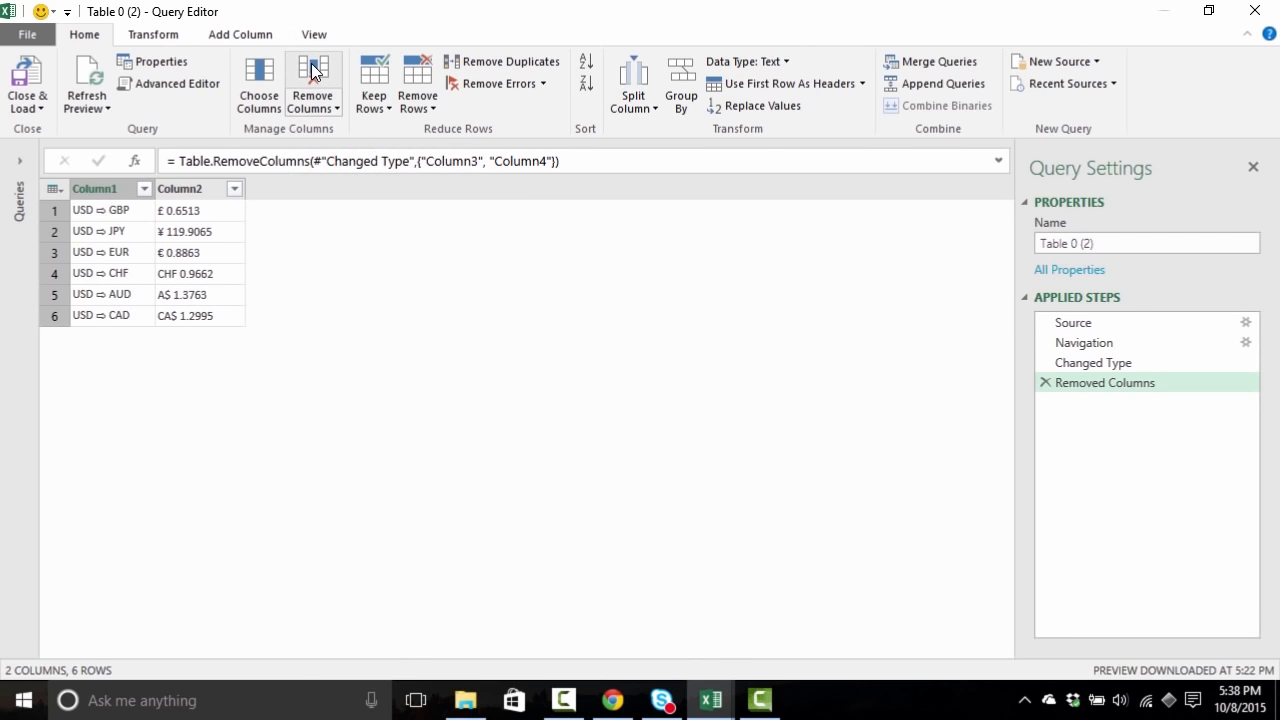 Table 0 (2) - Query Editor
File Home Transform Add Column View
Close & Load
Refresh Preview
Properties
Advanced Editor
Choose Columns
Remove Columns
Keep Rows
Remove Rows
Remove Duplicates
Remove Errors
Split Column
Group By
Data Type: Text
Use First Row As Headers
Replace Values
Merge Queries
Append Queries
Combine Binaries
New Source
Recent Sources
Close Query Manage Columns Reduce Rows Sort Transform Combine New Query
= Table.RemoveColumns(#"Changed Type",{"Column3", "Column4"})
Queries
Column1 Column2
1 USD ⇨ GBP £ 0.6513
2 USD ⇨ JPY ¥ 119.9065
3 USD ⇨ EUR € 0.8863
4 USD ⇨ CHF CHF 0.9662
5 USD ⇨ AUD A$ 1.3763
6 USD ⇨ CAD CA$ 1.2995
Query Settings
PROPERTIES
Name
Table 0 (2)
All Properties
APPLIED STEPS
Source
Navigation
Changed Type
Removed Columns
2 COLUMNS, 6 ROWS
PREVIEW DOWNLOADED AT 5:22 PM
Ask me anything
5:38 PM
10/8/2015